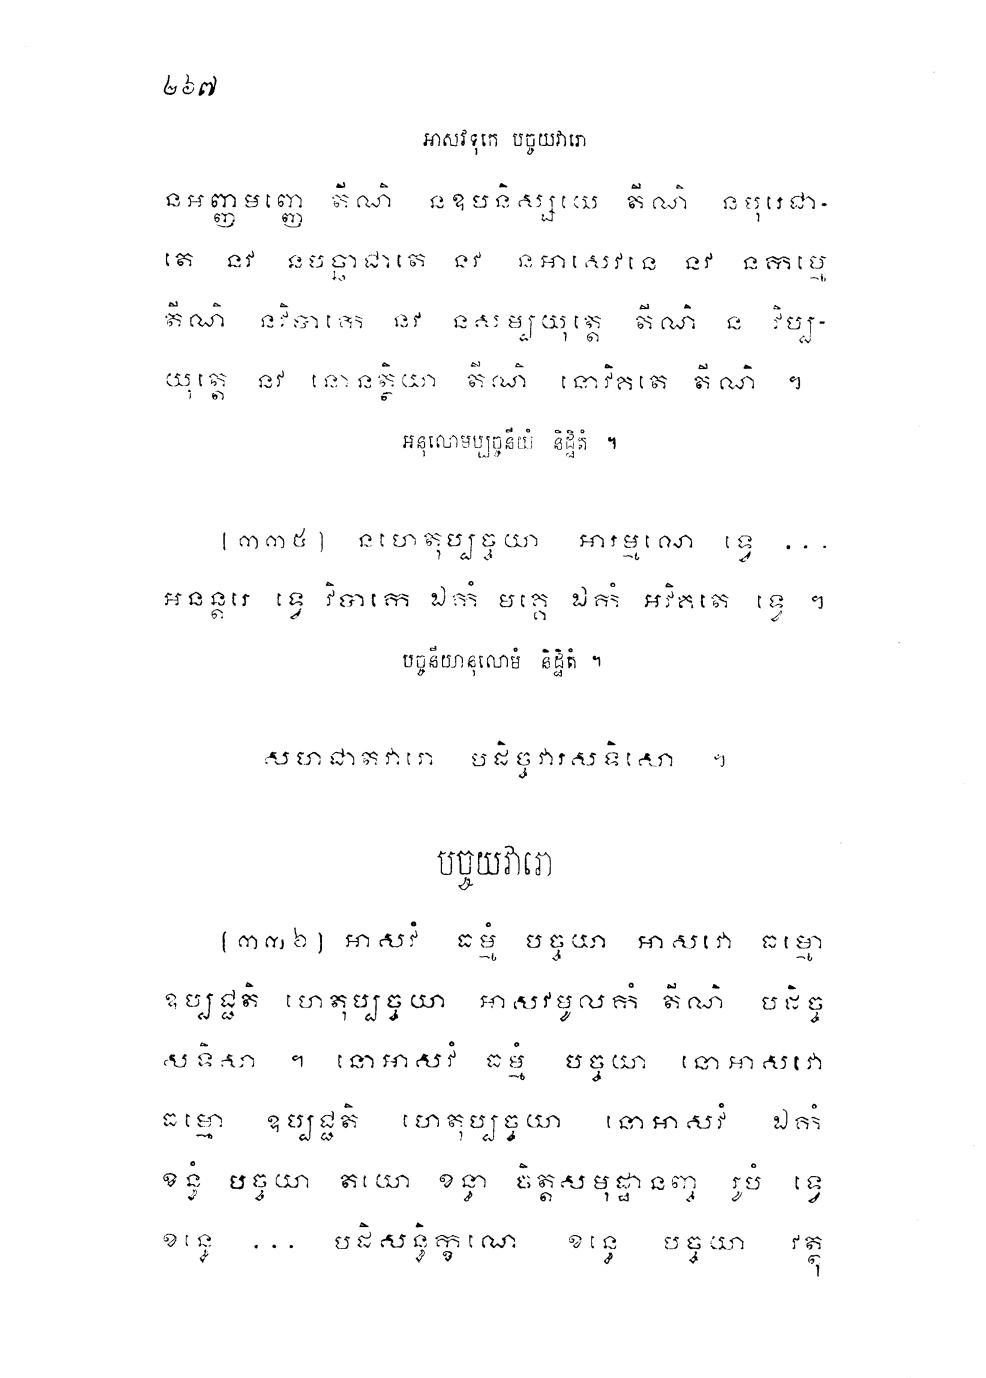 ២៦៧
អាសវទុកេ បច្ចយវារោ
នអញ្ញមញ្ញេ តីណិ នឧបនិស្សយេ តីណិ នបុរេជា-
តេ នវ នបច្ឆាជាតេ នវ នអាសេវនេ នវ នកម្មេ
តីណិ នវិបាកេ នវ នសម្បយុត្តេ តីណិ ន វិប្ប-
យុត្តេ នវ នោនត្ថិយា តីណិ នោវិគតេ តីណិ ។
អនុលោមប្បច្ចនីយំ និដ្ឋិតំ ។
(៣៣៥) នហេតុប្បច្ចយា អារម្មណេ ទ្វេ ...
អនន្តរេ ទ្វេ វិបាកេ ឯកំ មគ្គេ ឯកំ អវិគតេ ទ្វេ ។
បច្ចនីយានុលោមំ និដ្ឋិតំ ។
សហជាតវារោ បដិច្ចវារសទិសោ ។
បច្ចយវារោ
(៣៣៦) អាសវំ ធម្មំ បច្ចយា អាសវោ ធម្មោ
ឧប្បជ្ជតិ ហេតុប្បច្ចយា អាសវមូលកំ តីណិ បដិច្ច
សទិសា ។ នោអាសវំ ធម្មំ បច្ចយា នោអាសវោ
ធម្មោ ឧប្បជ្ជតិ ហេតុប្បច្ចយា នោអាសវំ ឯកំ
ខន្ធំ បច្ចយា តយោ ខន្ធា ចិត្តសមុដ្ឋានញ្ច រូបំ ទ្វេ
ខន្ធេ ... បដិសន្ធិក្ខណេ ខន្ធេ បច្ចយា វត្ថុ